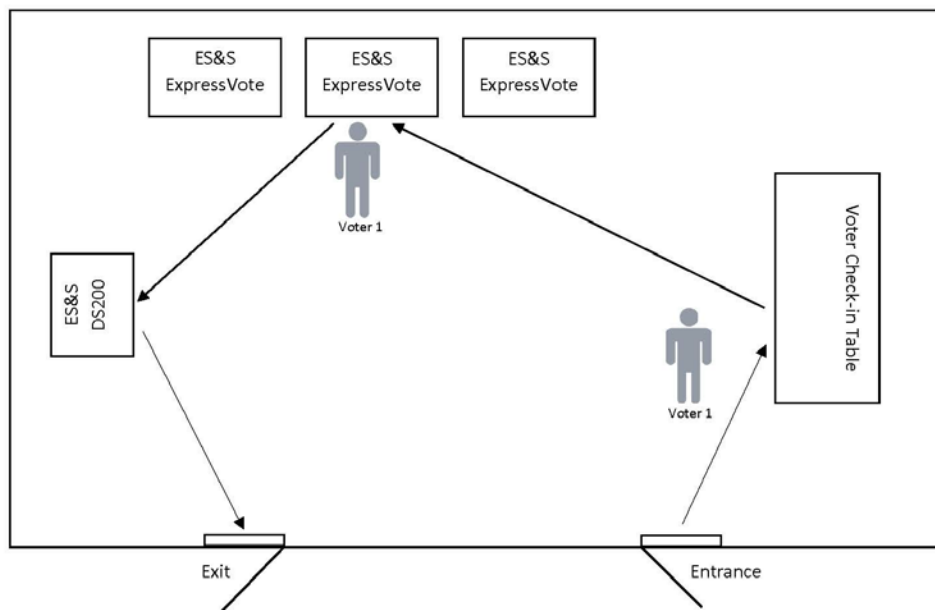 ES&S
ExpressVote
ES&S
ExpressVote
ES&S
ExpressVote
Voter 1
Voter Check-in Table
ES&S
DS200
Voter 1
Exit
Entrance